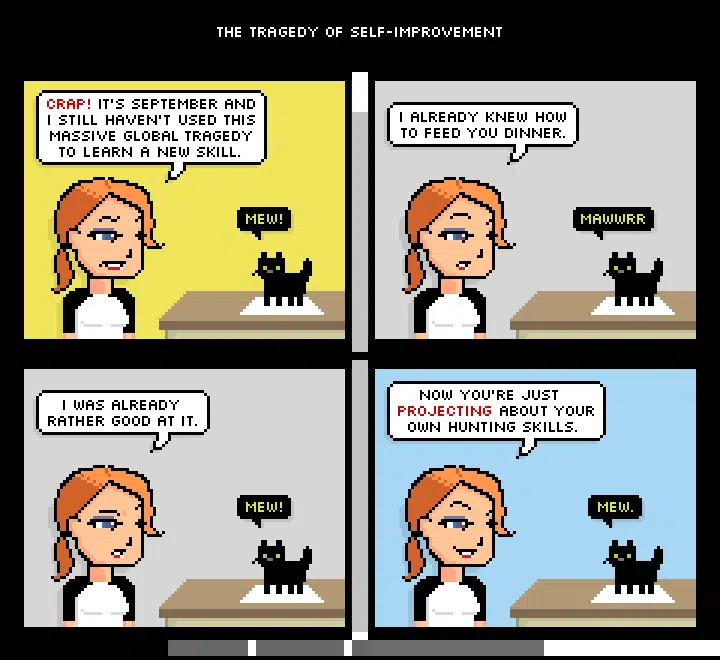 THE TRAGEDY OF SELF-IMPROVEMENT
CRAP! IT'S SEPTEMBER AND
I STILL HAVEN'T USED THIS
MASSIVE GLOBAL TRAGEDY
TO LEARN A NEW SKILL.
MEW!
I ALREADY KNEW HOW
TO FEED YOU DINNER.
MAWWRR
I WAS ALREADY
RATHER GOOD AT IT.
MEW!
NOW YOU'RE JUST
PROJECTING ABOUT YOUR
OWN HUNTING SKILLS.
MEW.